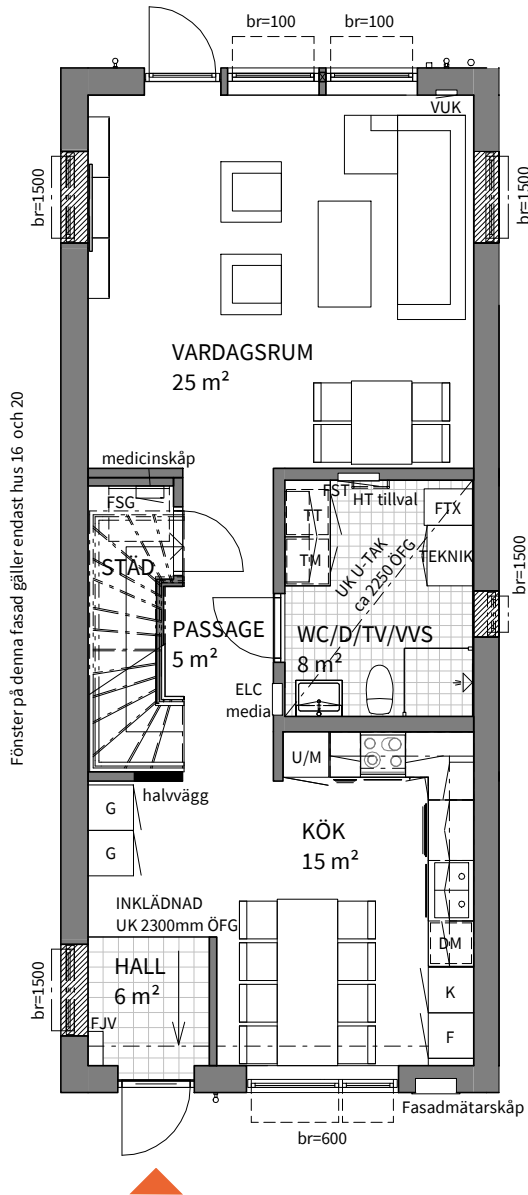 br=100
br=100
VUK
br=1500
br=1500
VARDAGSRUM
25 m²
Fönster på denna fasad gäller endast hus 16 och 20
medicinskåp
FSG
STÄD
FST
HT tillval
TT
TM
FTX
TEKNIK
UK U-TAK
ca 2250 ÖFG
br=1500
PASSAGE
5 m²
WC/D/TV/VVS
8 m²
ELC
media
U/M
halvvägg
G
G
KÖK
15 m²
INKLÄDNAD
UK 2300mm ÖFG
DM
HALL
6 m²
K
F
br=1500
FJV
Fasadmätarskåp
br=600